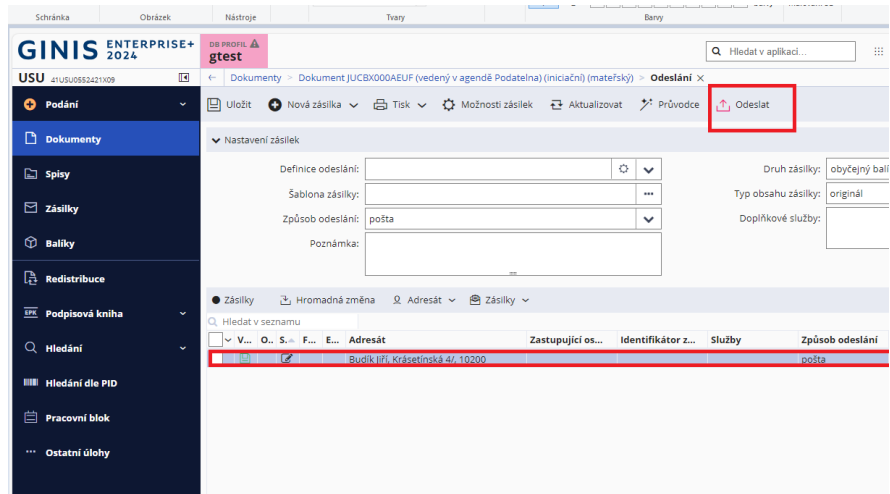 Schránka Obrázek Nástroje Tvary Barvy
GINIS ENTERPRISE+ 2024
DB PROFIL
gtest
Hledat v aplikaci...
USU 41USU0552421X09
← Dokumenty > Dokument JUCBX000AEUF (vedený v agendě Podatelna) (iniciační) (mateřský) > Odeslání ×
Podání
Uložit Nová zásilka Tisk Možnosti zásilek Aktualizovat Průvodce Odeslat
Dokumenty
Nastavení zásilek
Spisy
Definice odeslání: Druh zásilky: obyčejný balí
Šablona zásilky: Typ obsahu zásilky: originál
Zásilky
Způsob odeslání: pošta Doplňkové služby:
Balíky
Poznámka:
Redistribuce
Zásilky Hromadná změna Adresát Zásilky
EPK Podpisová kniha
Hledat v seznamu
Hledání
V... O.. S... F... E... Adresát Zastupující os... Identifikátor z... Služby Způsob odeslání
Budík Jiří, Krásetínská 4/, 10200 pošta
Hledání dle PID
Pracovní blok
Ostatní úlohy